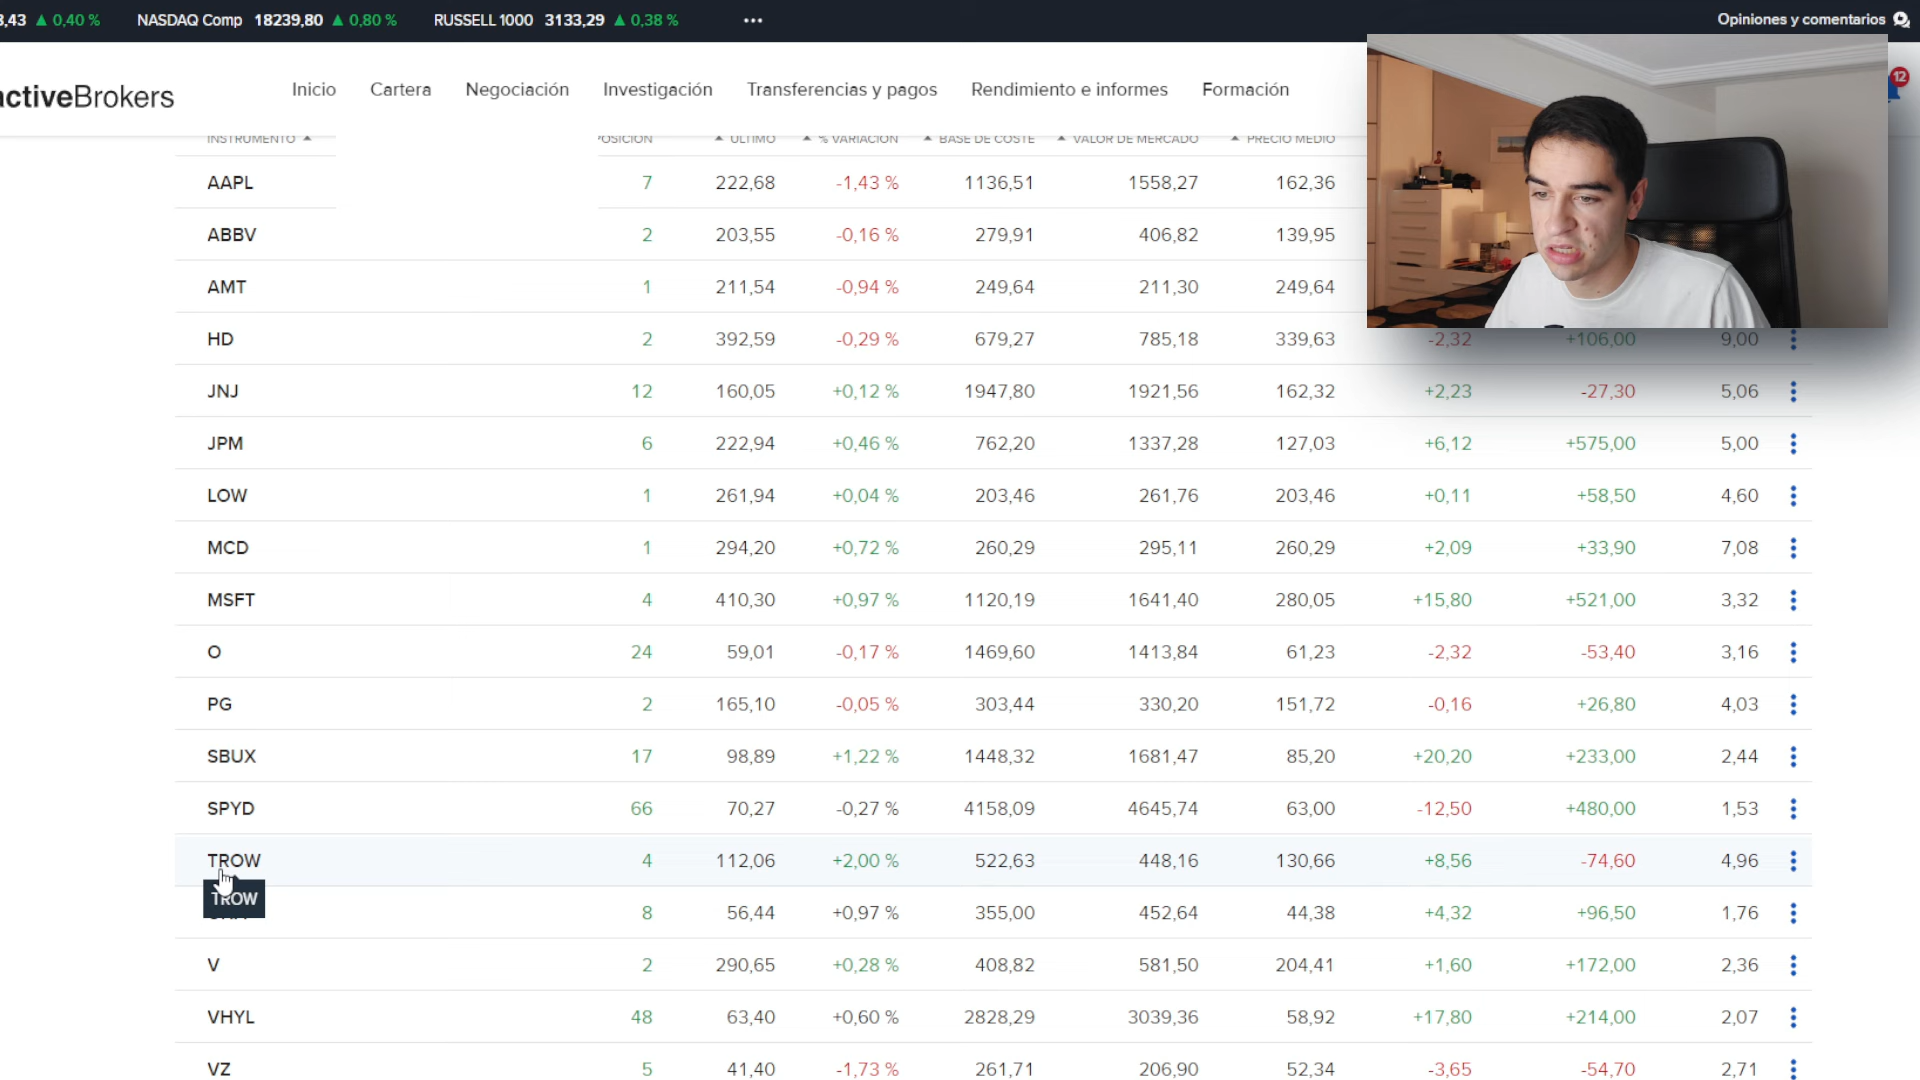 3,43 ▲ 0,40 % NASDAQ Comp 18239,80 ▲ 0,80 % RUSSELL 1000 3133,29 ▲ 0,38 % ••• Opiniones y comentarios
activeBrokers Inicio Cartera Negociación Investigación Transferencias y pagos Rendimiento e informes Formación 12
INSTRUMENTO POSICIÓN ÚLTIMO % VARIACIÓN BASE DE COSTE VALOR DE MERCADO PRECIO MEDIO
AAPL 7 222,68 -1,43 % 1136,51 1558,27 162,36
ABBV 2 203,55 -0,16 % 279,91 406,82 139,95
AMT 1 211,54 -0,94 % 249,64 211,30 249,64
HD 2 392,59 -0,29 % 679,27 785,18 339,63 -2,32 +106,00 9,00
JNJ 12 160,05 +0,12 % 1947,80 1921,56 162,32 +2,23 -27,30 5,06
JPM 6 222,94 +0,46 % 762,20 1337,28 127,03 +6,12 +575,00 5,00
LOW 1 261,94 +0,04 % 203,46 261,76 203,46 +0,11 +58,50 4,60
MCD 1 294,20 +0,72 % 260,29 295,11 260,29 +2,09 +33,90 7,08
MSFT 4 410,30 +0,97 % 1120,19 1641,40 280,05 +15,80 +521,00 3,32
O 24 59,01 -0,17 % 1469,60 1413,84 61,23 -2,32 -53,40 3,16
PG 2 165,10 -0,05 % 303,44 330,20 151,72 -0,16 +26,80 4,03
SBUX 17 98,89 +1,22 % 1448,32 1681,47 85,20 +20,20 +233,00 2,44
SPYD 66 70,27 -0,27 % 4158,09 4645,74 63,00 -12,50 +480,00 1,53
TROW 4 112,06 +2,00 % 522,63 448,16 130,66 +8,56 -74,60 4,96
TROW
8 56,44 +0,97 % 355,00 452,64 44,38 +4,32 +96,50 1,76
V 2 290,65 +0,28 % 408,82 581,50 204,41 +1,60 +172,00 2,36
VHYL 48 63,40 +0,60 % 2828,29 3039,36 58,92 +17,80 +214,00 2,07
VZ 5 41,40 -1,73 % 261,71 206,90 52,34 -3,65 -54,70 2,71